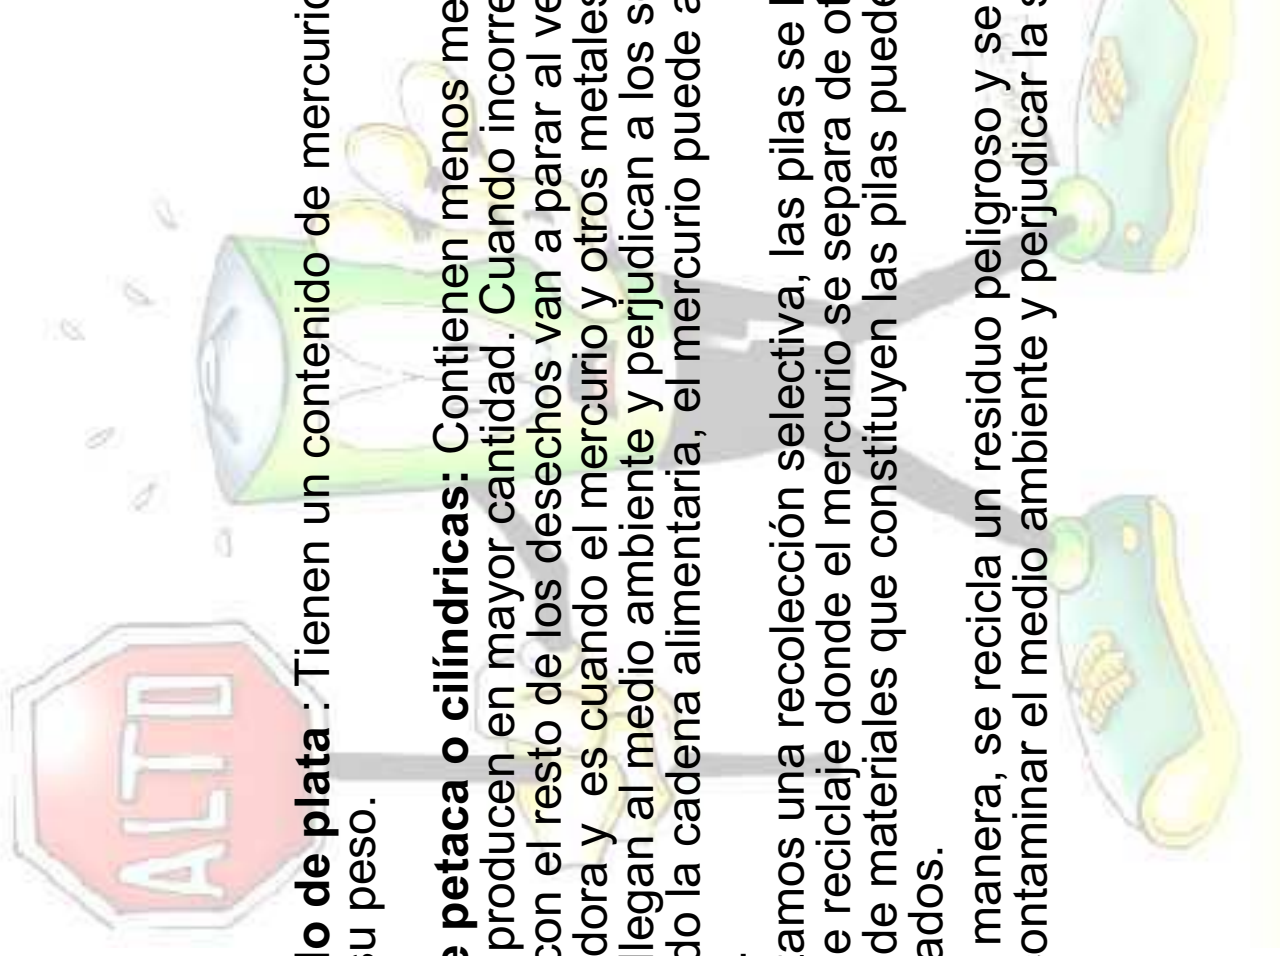 ALTO
lo de plata : Tienen un contenido de mercurio
su peso.
e petaca o cilíndricas: Contienen menos me
producen en mayor cantidad. Cuando incorre
con el resto de los desechos van a parar al ve
dora y es cuando el mercurio y otros metales
llegan al medio ambiente y perjudican a los s
do la cadena alimentaria, el mercurio puede a
tamos una recolección selectiva, las pilas se l
e reciclaje donde el mercurio se separa de ot
de materiales que constituyen las pilas puede
ados.
manera, se recicla un residuo peligroso y se
ontaminar el medio ambiente y perjudicar la s